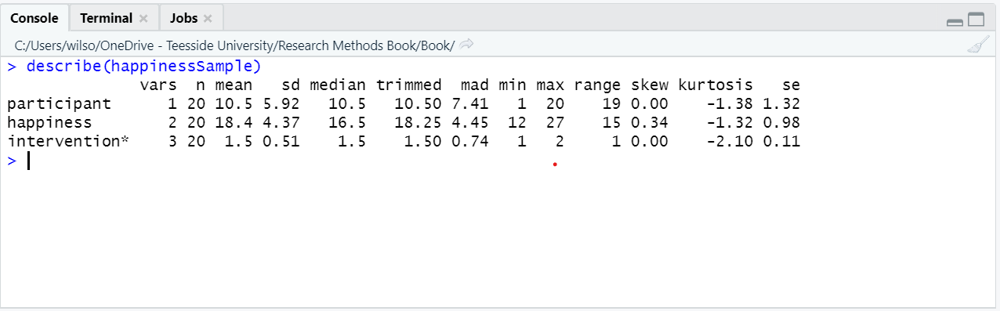 Console Terminal Jobs
C:/Users/wilso/OneDrive - Teesside University/Research Methods Book/Book/
> describe(happinessSample)
             vars  n mean   sd median trimmed  mad min max range skew kurtosis   se
participant     1 20 10.5 5.92   10.5   10.50 7.41   1  20    19 0.00    -1.38 1.32
happiness       2 20 18.4 4.37   16.5   18.25 4.45  12  27    15 0.34    -1.32 0.98
intervention*   3 20  1.5 0.51    1.5    1.50 0.74   1   2     1 0.00    -2.10 0.11
>